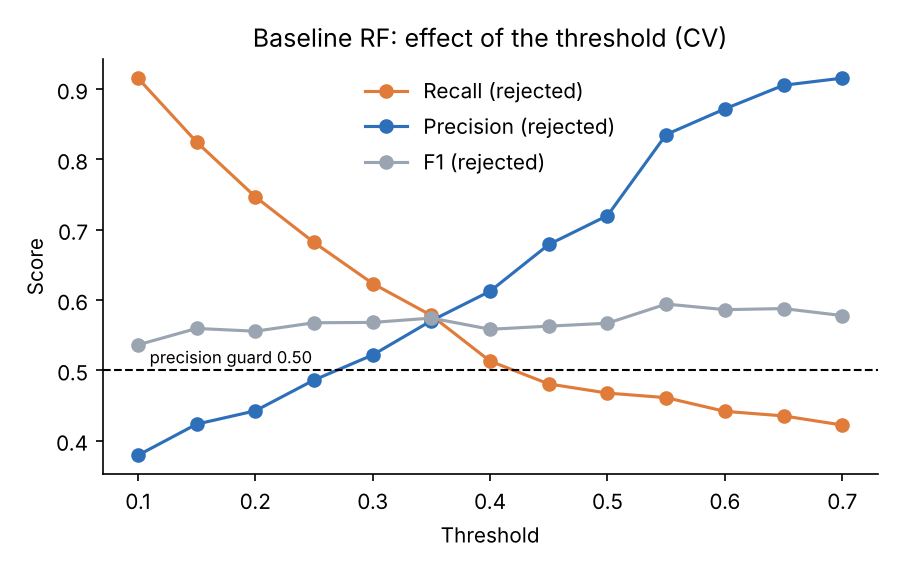 Baseline RF: effect of the threshold (CV)
Recall (rejected)
Precision (rejected)
F1 (rejected)
Score
0.9
0.8
0.7
0.6
0.5
0.4
precision guard 0.50
0.1 0.2 0.3 0.4 0.5 0.6 0.7
Threshold